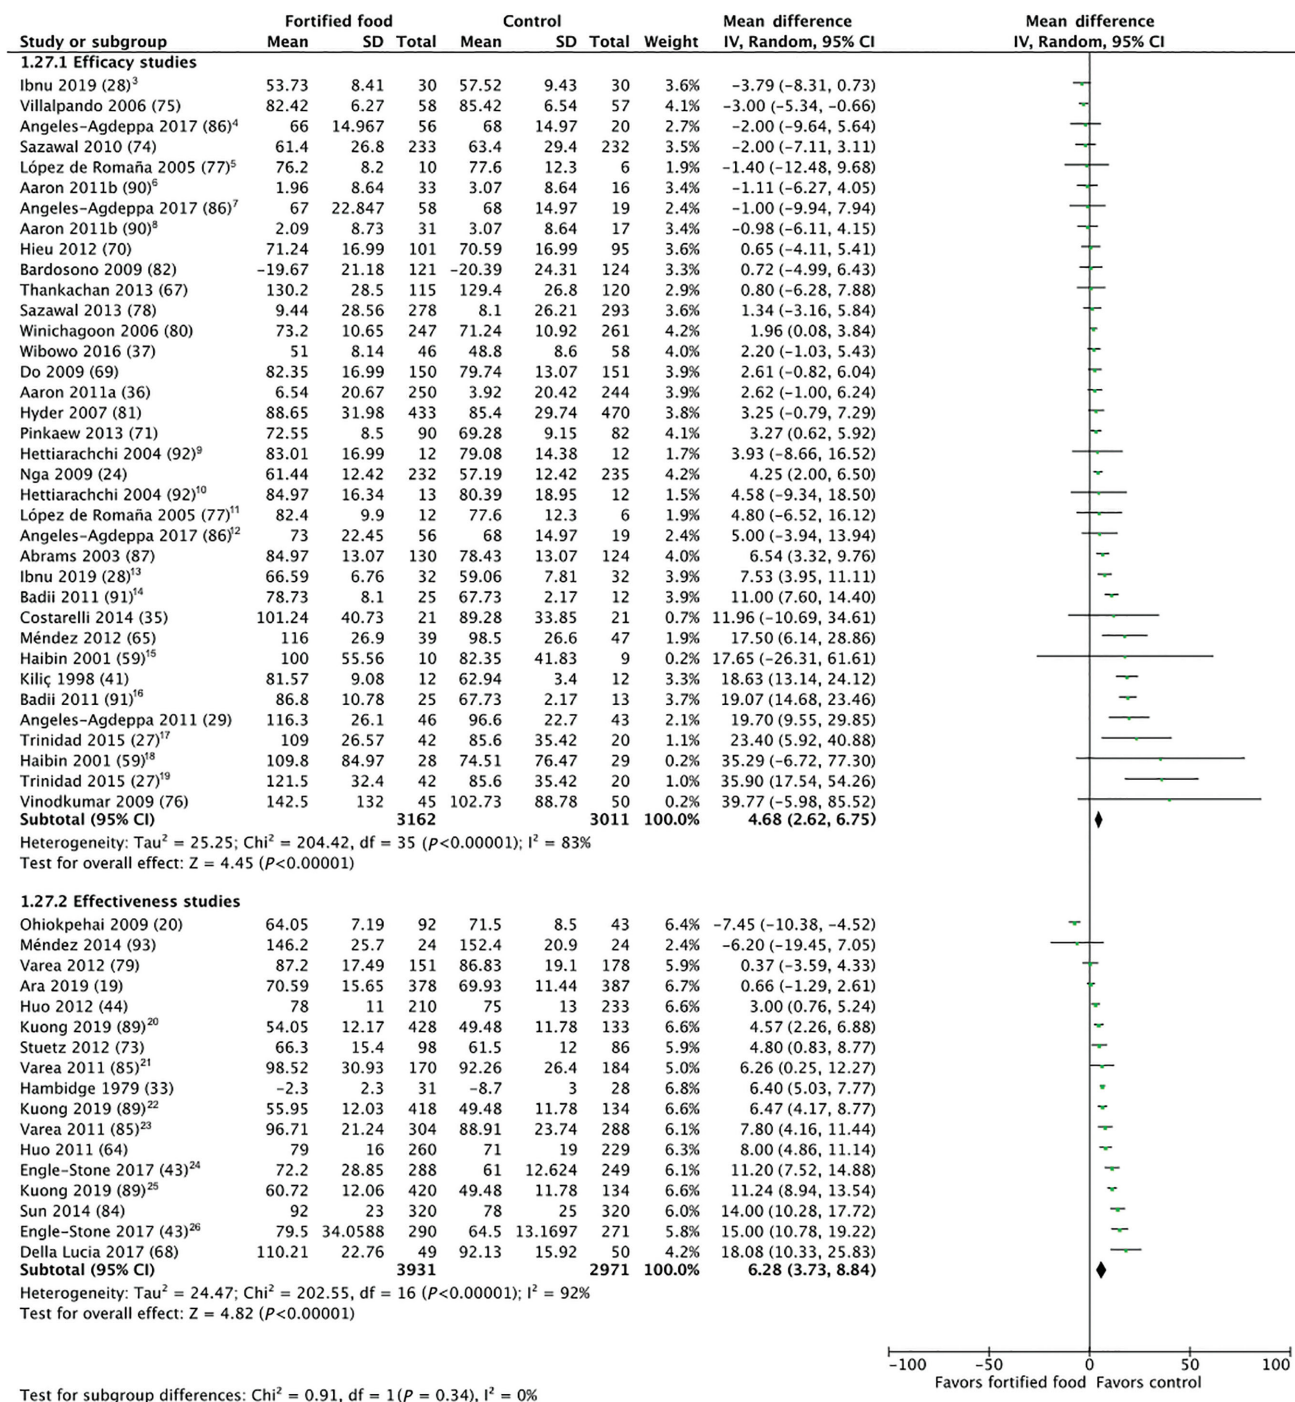 Fortified food Control Mean difference Mean difference
Study or subgroup Mean SD Total Mean SD Total Weight IV, Random, 95% CI IV, Random, 95% CI
1.27.1 Efficacy studies
Ibnu 2019 (28)³ 53.73 8.41 30 57.52 9.43 30 3.6% −3.79 (−8.31, 0.73)
Villalpando 2006 (75) 82.42 6.27 58 85.42 6.54 57 4.1% −3.00 (−5.34, −0.66)
Angeles−Agdeppa 2017 (86)⁴ 66 14.967 56 68 14.97 20 2.7% −2.00 (−9.64, 5.64)
Sazawal 2010 (74) 61.4 26.8 233 63.4 29.4 232 3.5% −2.00 (−7.11, 3.11)
López de Romaña 2005 (77)⁵ 76.2 8.2 10 77.6 12.3 6 1.9% −1.40 (−12.48, 9.68)
Aaron 2011b (90)⁶ 1.96 8.64 33 3.07 8.64 16 3.4% −1.11 (−6.27, 4.05)
Angeles−Agdeppa 2017 (86)⁷ 67 22.847 58 68 14.97 19 2.4% −1.00 (−9.94, 7.94)
Aaron 2011b (90)⁸ 2.09 8.73 31 3.07 8.64 17 3.4% −0.98 (−6.11, 4.15)
Hieu 2012 (70) 71.24 16.99 101 70.59 16.99 95 3.6% 0.65 (−4.11, 5.41)
Bardosono 2009 (82) −19.67 21.18 121 −20.39 24.31 124 3.3% 0.72 (−4.99, 6.43)
Thankachan 2013 (67) 130.2 28.5 115 129.4 26.8 120 2.9% 0.80 (−6.28, 7.88)
Sazawal 2013 (78) 9.44 28.56 278 8.1 26.21 293 3.7% 1.34 (−3.16, 5.84)
Winichagoon 2006 (80) 73.2 10.65 247 71.24 10.92 261 4.2% 1.96 (0.08, 3.84)
Wibowo 2016 (37) 51 8.14 46 48.8 8.6 58 4.0% 2.20 (−1.03, 5.43)
Do 2009 (69) 82.35 16.99 150 79.74 13.07 151 3.9% 2.61 (−0.82, 6.04)
Aaron 2011a (36) 6.54 20.67 250 3.92 20.42 244 3.9% 2.62 (−1.00, 6.24)
Hyder 2007 (81) 88.65 31.98 433 85.4 29.74 470 3.8% 3.25 (−0.79, 7.29)
Pinkaew 2013 (71) 72.55 8.5 90 69.28 9.15 82 4.1% 3.27 (0.62, 5.92)
Hettiarachchi 2004 (92)⁹ 83.01 16.99 12 79.08 14.38 12 1.7% 3.93 (−8.66, 16.52)
Nga 2009 (24) 61.44 12.42 232 57.19 12.42 235 4.2% 4.25 (2.00, 6.50)
Hettiarachchi 2004 (92)¹⁰ 84.97 16.34 13 80.39 18.95 12 1.5% 4.58 (−9.34, 18.50)
López de Romaña 2005 (77)¹¹ 82.4 9.9 12 77.6 12.3 6 1.9% 4.80 (−6.52, 16.12)
Angeles−Agdeppa 2017 (86)¹² 73 22.45 56 68 14.97 19 2.4% 5.00 (−3.94, 13.94)
Abrams 2003 (87) 84.97 13.07 130 78.43 13.07 124 4.0% 6.54 (3.32, 9.76)
Ibnu 2019 (28)¹³ 66.59 6.76 32 59.06 7.81 32 3.9% 7.53 (3.95, 11.11)
Badii 2011 (91)¹⁴ 78.73 8.1 25 67.73 2.17 12 3.9% 11.00 (7.60, 14.40)
Costarelli 2014 (35) 101.24 40.73 21 89.28 33.85 21 0.7% 11.96 (−10.69, 34.61)
Méndez 2012 (65) 116 26.9 39 98.5 26.6 47 1.9% 17.50 (6.14, 28.86)
Haibin 2001 (59)¹⁵ 100 55.56 10 82.35 41.83 9 0.2% 17.65 (−26.31, 61.61)
Kiliç 1998 (41) 81.57 9.08 12 62.94 3.4 12 3.3% 18.63 (13.14, 24.12)
Badii 2011 (91)¹⁶ 86.8 10.78 25 67.73 2.17 13 3.7% 19.07 (14.68, 23.46)
Angeles−Agdeppa 2011 (29) 116.3 26.1 46 96.6 22.7 43 2.1% 19.70 (9.55, 29.85)
Trinidad 2015 (27)¹⁷ 109 26.57 42 85.6 35.42 20 1.1% 23.40 (5.92, 40.88)
Haibin 2001 (59)¹⁸ 109.8 84.97 28 74.51 76.47 29 0.2% 35.29 (−6.72, 77.30)
Trinidad 2015 (27)¹⁹ 121.5 32.4 42 85.6 35.42 20 1.0% 35.90 (17.54, 54.26)
Vinodkumar 2009 (76) 142.5 132 45 102.73 88.78 50 0.2% 39.77 (−5.98, 85.52)
Subtotal (95% CI) 3162 3011 100.0% 4.68 (2.62, 6.75)
Heterogeneity: Tau² = 25.25; Chi² = 204.42, df = 35 (P<0.00001); I² = 83%
Test for overall effect: Z = 4.45 (P<0.00001)
1.27.2 Effectiveness studies
Ohiokpehai 2009 (20) 64.05 7.19 92 71.5 8.5 43 6.4% −7.45 (−10.38, −4.52)
Méndez 2014 (93) 146.2 25.7 24 152.4 20.9 24 2.4% −6.20 (−19.45, 7.05)
Varea 2012 (79) 87.2 17.49 151 86.83 19.1 178 5.9% 0.37 (−3.59, 4.33)
Ara 2019 (19) 70.59 15.65 378 69.93 11.44 387 6.7% 0.66 (−1.29, 2.61)
Huo 2012 (44) 78 11 210 75 13 233 6.6% 3.00 (0.76, 5.24)
Kuong 2019 (89)²⁰ 54.05 12.17 428 49.48 11.78 133 6.6% 4.57 (2.26, 6.88)
Stuetz 2012 (73) 66.3 15.4 98 61.5 12 86 5.9% 4.80 (0.83, 8.77)
Varea 2011 (85)²¹ 98.52 30.93 170 92.26 26.4 184 5.0% 6.26 (0.25, 12.27)
Hambidge 1979 (33) −2.3 2.3 31 −8.7 3 28 6.8% 6.40 (5.03, 7.77)
Kuong 2019 (89)²² 55.95 12.03 418 49.48 11.78 134 6.6% 6.47 (4.17, 8.77)
Varea 2011 (85)²³ 96.71 21.24 304 88.91 23.74 288 6.1% 7.80 (4.16, 11.44)
Huo 2011 (64) 79 16 260 71 19 229 6.3% 8.00 (4.86, 11.14)
Engle−Stone 2017 (43)²⁴ 72.2 28.85 288 61 12.624 249 6.1% 11.20 (7.52, 14.88)
Kuong 2019 (89)²⁵ 60.72 12.06 420 49.48 11.78 134 6.6% 11.24 (8.94, 13.54)
Sun 2014 (84) 92 23 320 78 25 320 6.0% 14.00 (10.28, 17.72)
Engle−Stone 2017 (43)²⁶ 79.5 34.0588 290 64.5 13.1697 271 5.8% 15.00 (10.78, 19.22)
Della Lucia 2017 (68) 110.21 22.76 49 92.13 15.92 50 4.2% 18.08 (10.33, 25.83)
Subtotal (95% CI) 3931 2971 100.0% 6.28 (3.73, 8.84)
Heterogeneity: Tau² = 24.47; Chi² = 202.55, df = 16 (P<0.00001); I² = 92%
Test for overall effect: Z = 4.82 (P<0.00001)
−100 −50 0 50 100
Favors fortified food Favors control
Test for subgroup differences: Chi² = 0.91, df = 1(P = 0.34), I² = 0%